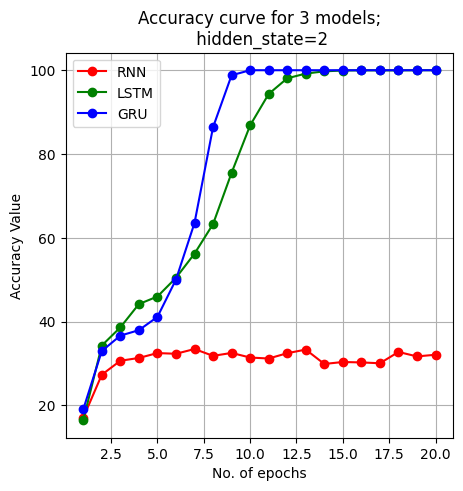 Accuracy curve for 3 models;
hidden_state=2
RNN
LSTM
GRU
Accuracy Value
100
80
60
40
20
2.5 5.0 7.5 10.0 12.5 15.0 17.5 20.0
No. of epochs